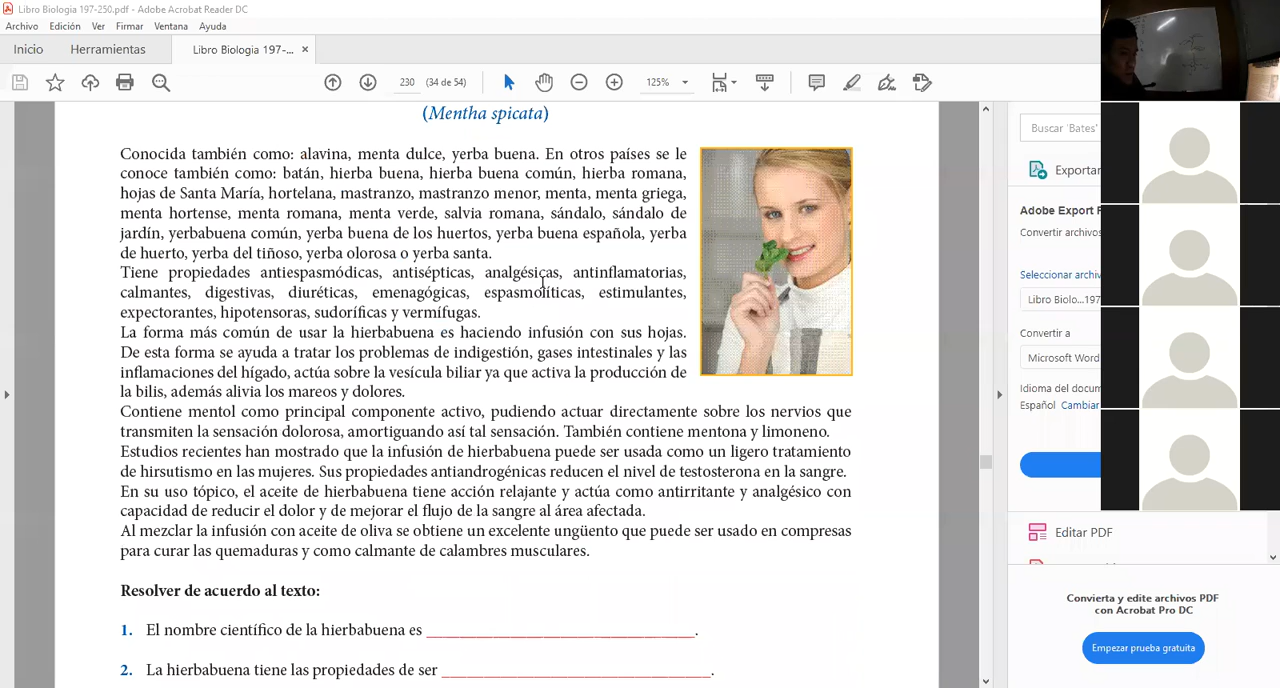 Libro Biologia 197-250.pdf - Adobe Acrobat Reader DC
Archivo Edición Ver Firmar Ventana Ayuda
Inicio Herramientas Libro Biologia 197-... ×
230 (34 de 54) 125%
(Mentha spicata)
Conocida también como: alavina, menta dulce, yerba buena. En otros países se le
conoce también como: batán, hierba buena, hierba buena común, hierba romana,
hojas de Santa María, hortelana, mastranzo, mastranzo menor, menta, menta griega,
menta hortense, menta romana, menta verde, salvia romana, sándalo, sándalo de
jardín, yerbabuena común, yerba buena de los huertos, yerba buena española, yerba
de huerto, yerba del tiñoso, yerba olorosa o yerba santa.
Tiene propiedades antiespasmódicas, antisépticas, analgésicas, antinflamatorias,
calmantes, digestivas, diuréticas, emenagógicas, espasmolíticas, estimulantes,
expectorantes, hipotensoras, sudoríficas y vermífugas.
La forma más común de usar la hierbabuena es haciendo infusión con sus hojas.
De esta forma se ayuda a tratar los problemas de indigestión, gases intestinales y las
inflamaciones del hígado, actúa sobre la vesícula biliar ya que activa la producción de
la bilis, además alivia los mareos y dolores.
Contiene mentol como principal componente activo, pudiendo actuar directamente sobre los nervios que
transmiten la sensación dolorosa, amortiguando así tal sensación. También contiene mentona y limoneno.
Estudios recientes han mostrado que la infusión de hierbabuena puede ser usada como un ligero tratamiento
de hirsutismo en las mujeres. Sus propiedades antiandrogénicas reducen el nivel de testosterona en la sangre.
En su uso tópico, el aceite de hierbabuena tiene acción relajante y actúa como antirritante y analgésico con
capacidad de reducir el dolor y de mejorar el flujo de la sangre al área afectada.
Al mezclar la infusión con aceite de oliva se obtiene un excelente ungüento que puede ser usado en compresas
para curar las quemaduras y como calmante de calambres musculares.
Resolver de acuerdo al texto:
1. El nombre científico de la hierbabuena es ______________________________.
2. La hierbabuena tiene las propiedades de ser ______________________________.
Buscar 'Bates'
Exportar
Adobe Export P
Convertir archivos
Seleccionar archiv
Libro Biolo...197
Convertir a
Microsoft Word
Idioma del docum
Español Cambiar
Editar PDF
Convierta y edite archivos PDF
con Acrobat Pro DC
Empezar prueba gratuita